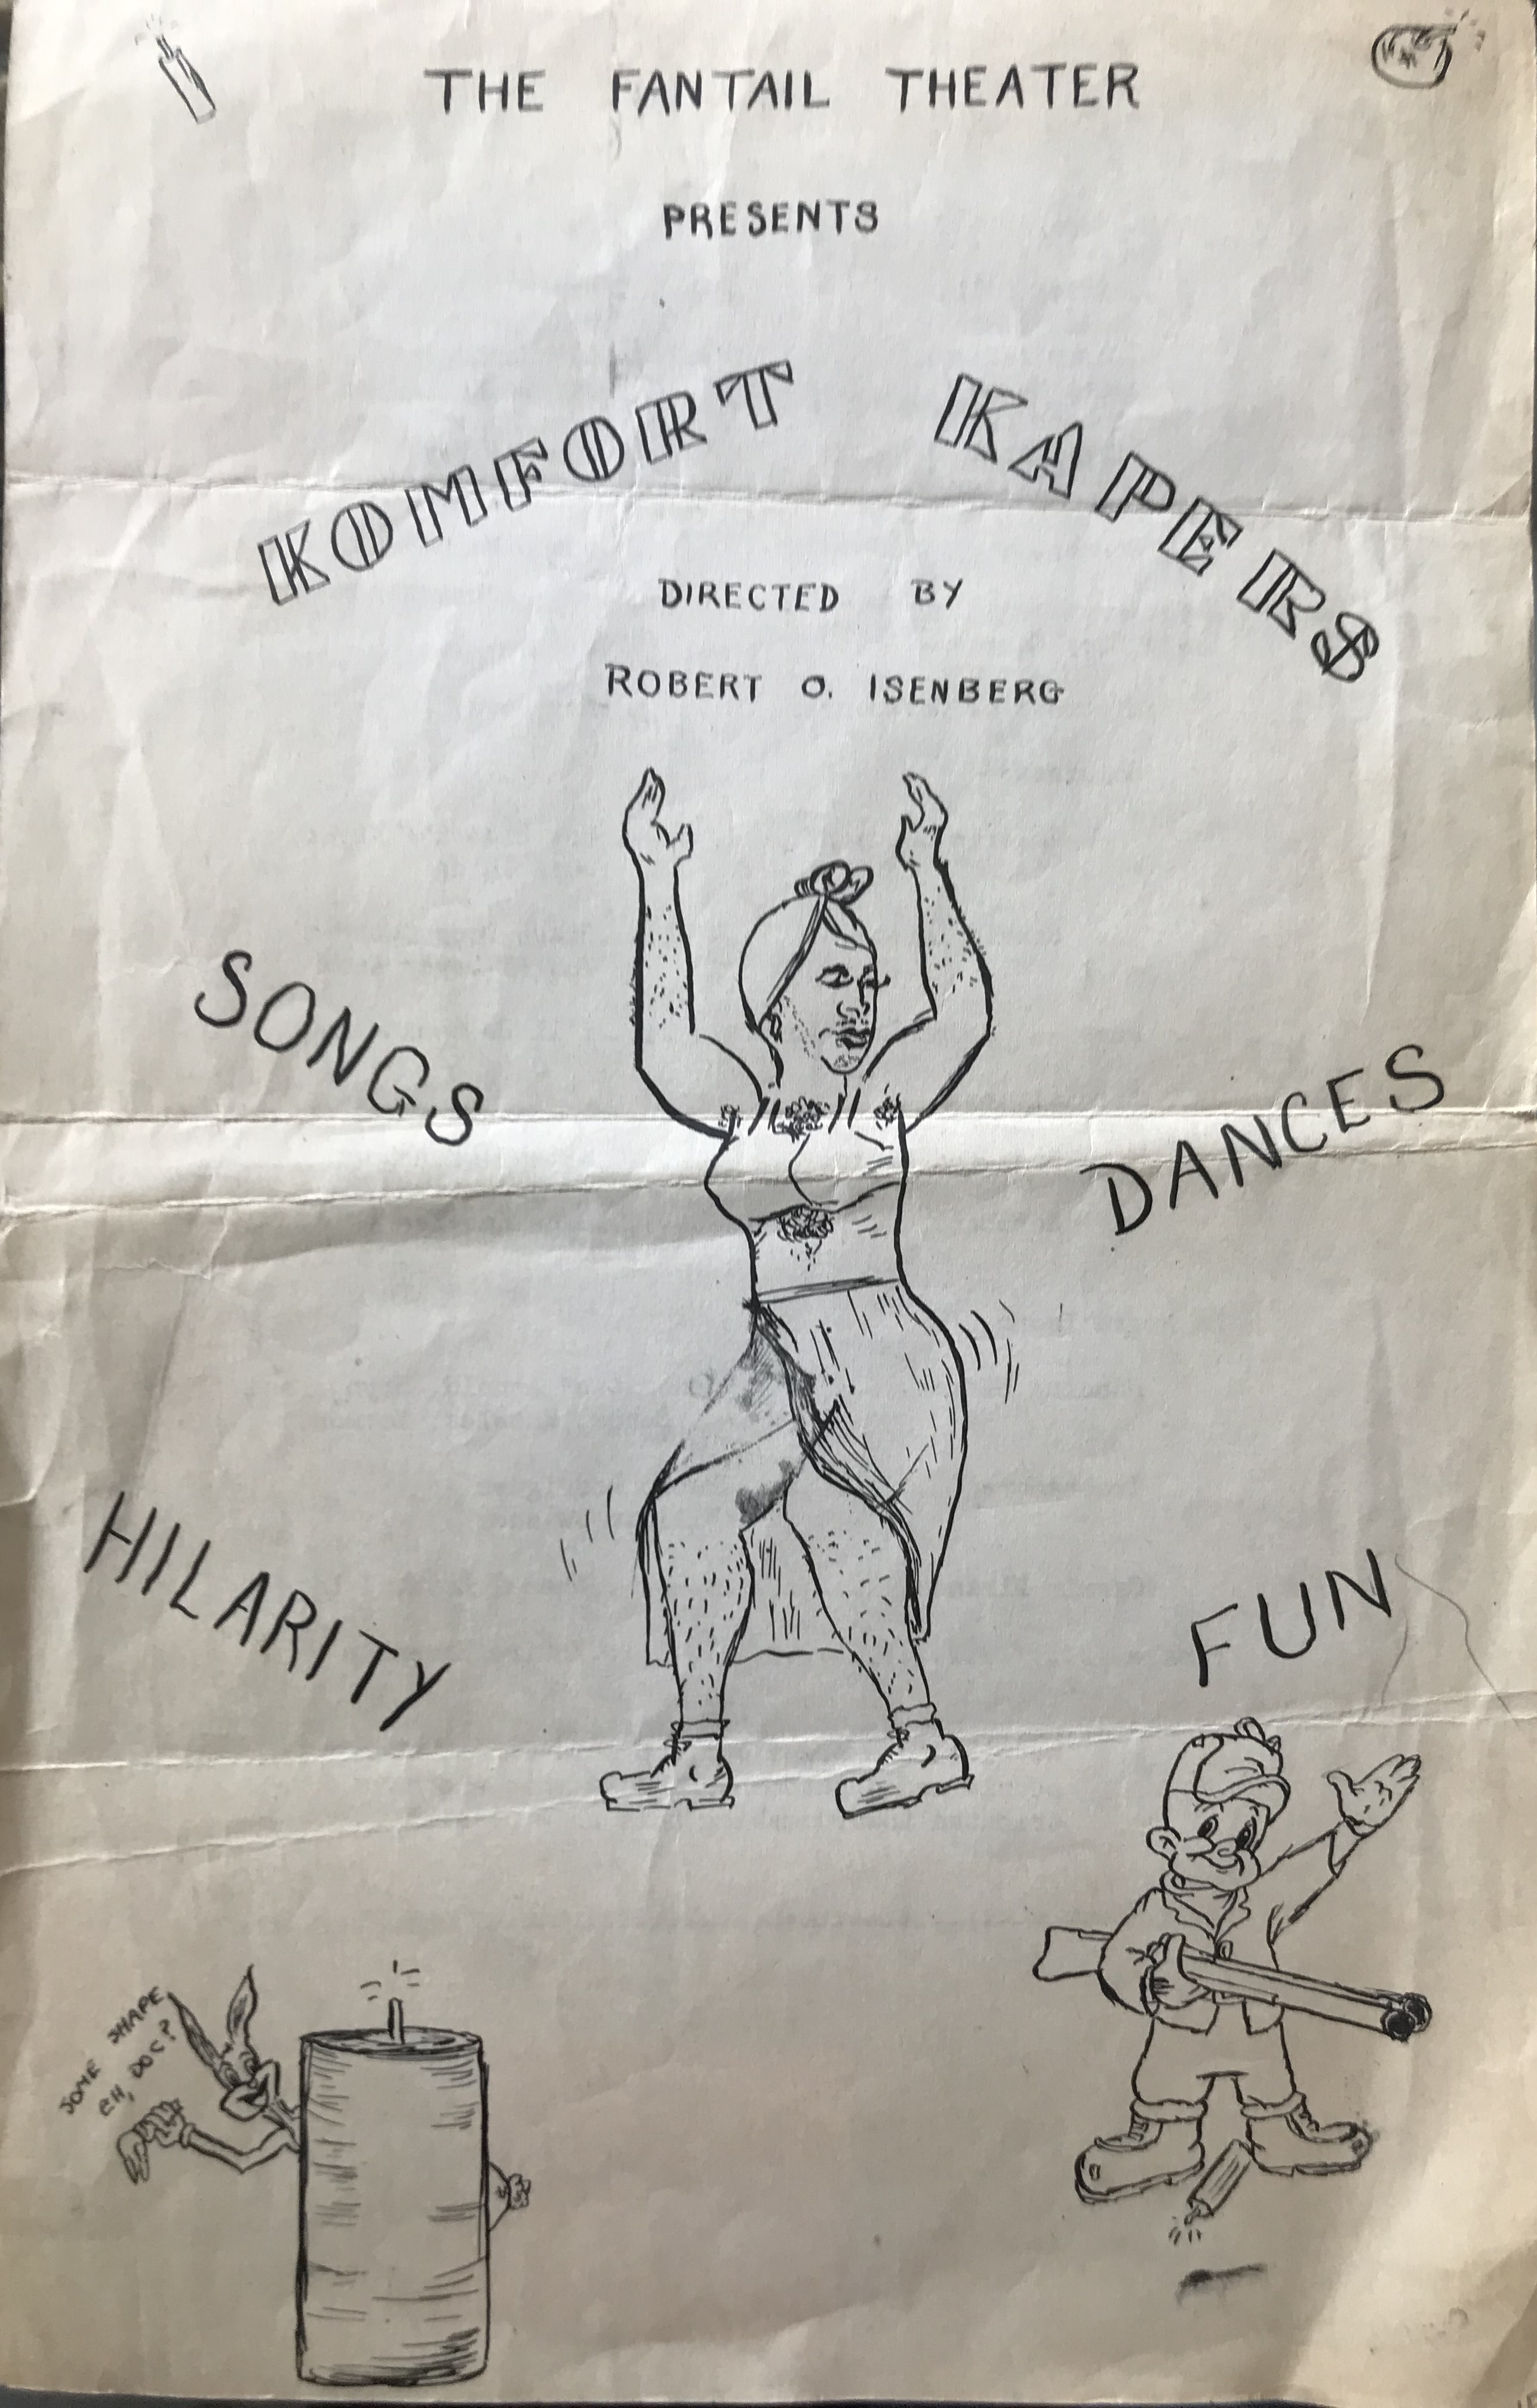 THE FANTAIL THEATER
PRESENTS
KOMFORT KAPERS
DIRECTED BY
ROBERT O. ISENBERG
SONGS
DANCES
HILARITY
FUN
SOME SHAPE
EH, DOC?